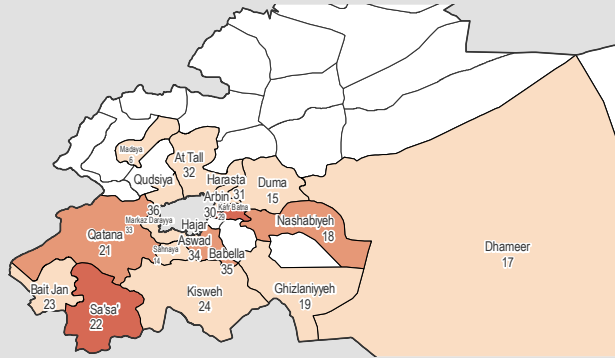 Madaya
6
At Tall
32
Qudsiya
Harasta
31
Duma
15
Arbin
30
Kafr Batna
29
36
Markaz Darayya
33
Hajar
Aswad
34
Nashabiyeh
18
Qatana
21
Sahnaya
14
Babella
35
Dhameer
17
Bait Jan
23
Sa'sa'
22
Kisweh
24
Ghizlaniyyeh
19